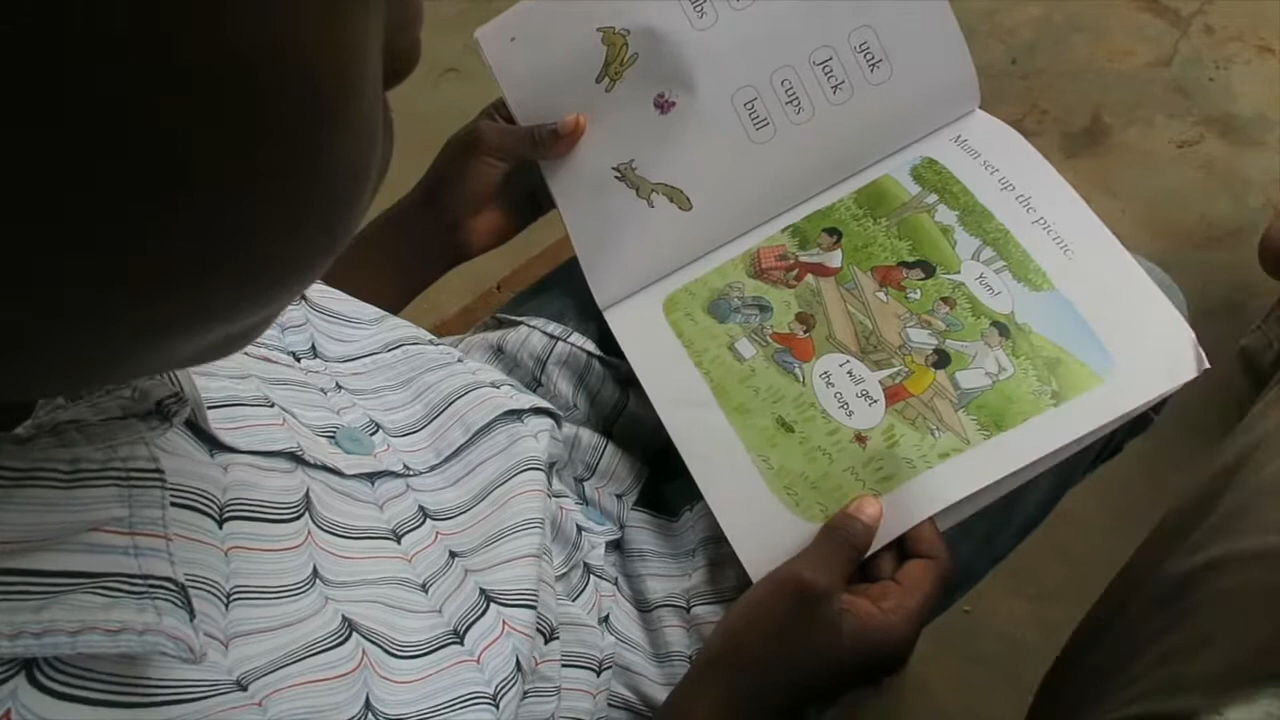 yak
Jack
cups
bull
Mum set up the picnic.
Yum!
I will get
the cups.